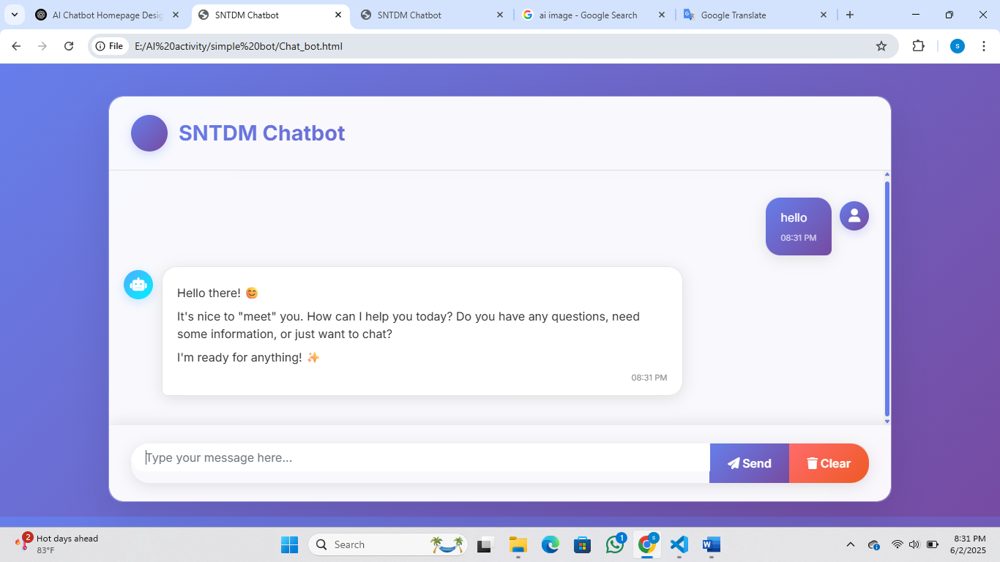 AI Chatbot Homepage Desig
SNTDM Chatbot
SNTDM Chatbot
ai image - Google Search
Google Translate
File
E:/AI%20activity/simple%20bot/Chat_bot.html
s
SNTDM Chatbot
hello
08:31 PM
Hello there! 😊
It's nice to "meet" you. How can I help you today? Do you have any questions, need
some information, or just want to chat?
I'm ready for anything! ✨
08:31 PM
Type your message here...
Send
Clear
2
Hot days ahead
83°F
Search
1
s
8:31 PM
6/2/2025